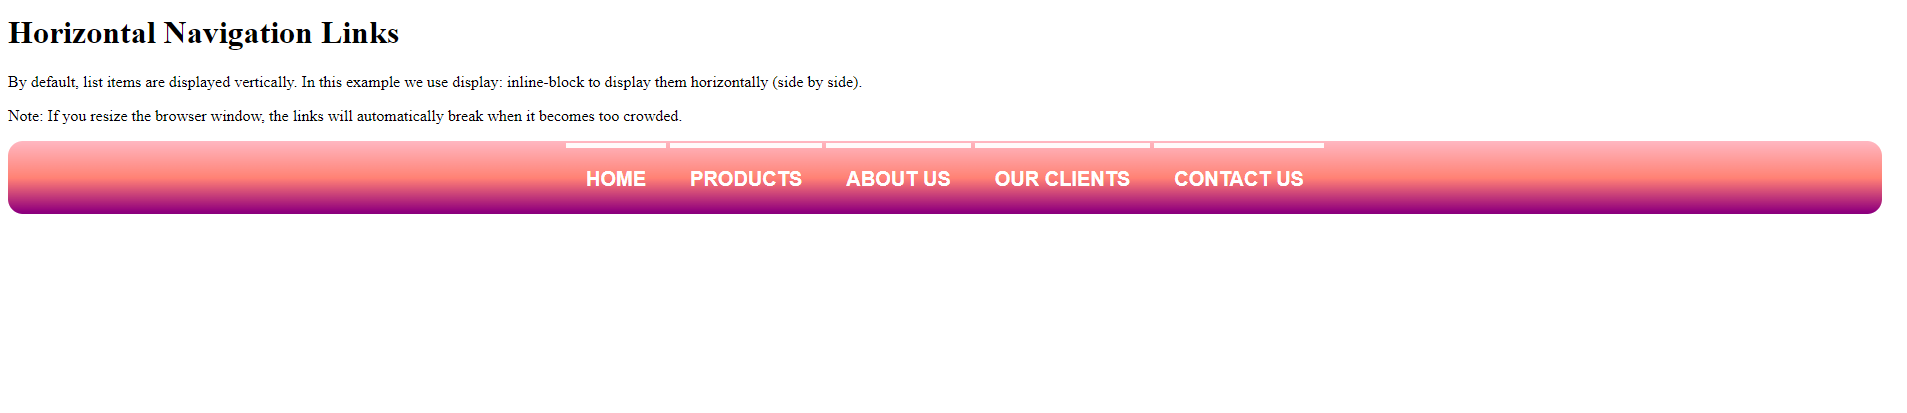 Horizontal Navigation Links
By default, list items are displayed vertically. In this example we use display: inline-block to display them horizontally (side by side).
Note: If you resize the browser window, the links will automatically break when it becomes too crowded.
HOME PRODUCTS ABOUT US OUR CLIENTS CONTACT US